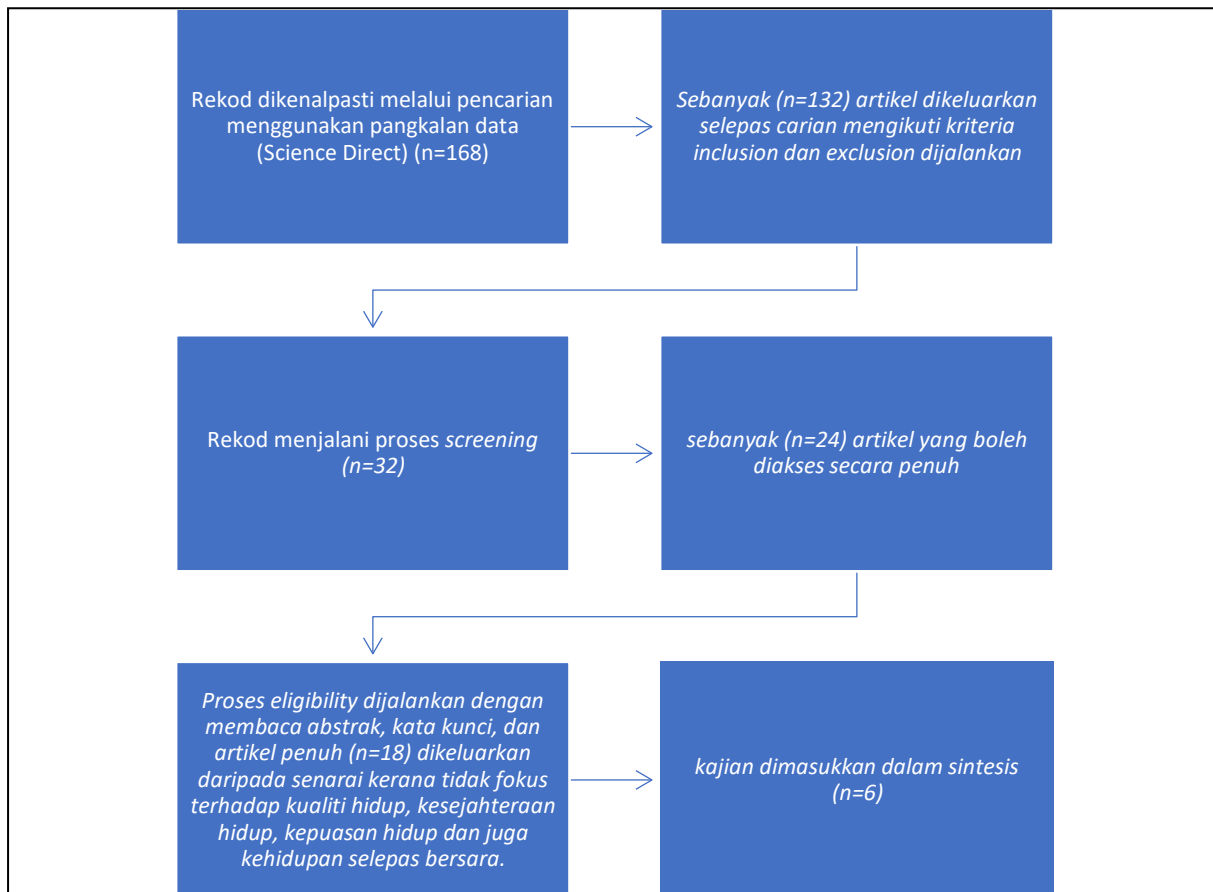 Rekod dikenalpasti melalui pencarian
menggunakan pangkalan data
(Science Direct) (n=168)
Sebanyak (n=132) artikel dikeluarkan
selepas carian mengikuti kriteria
inclusion dan exclusion dijalankan
Rekod menjalani proses screening
(n=32)
sebanyak (n=24) artikel yang boleh
diakses secara penuh
Proses eligibility dijalankan dengan
membaca abstrak, kata kunci, dan
artikel penuh (n=18) dikeluarkan
daripada senarai kerana tidak fokus
terhadap kualiti hidup, kesejahteraan
hidup, kepuasan hidup dan juga
kehidupan selepas bersara.
kajian dimasukkan dalam sintesis
(n=6)